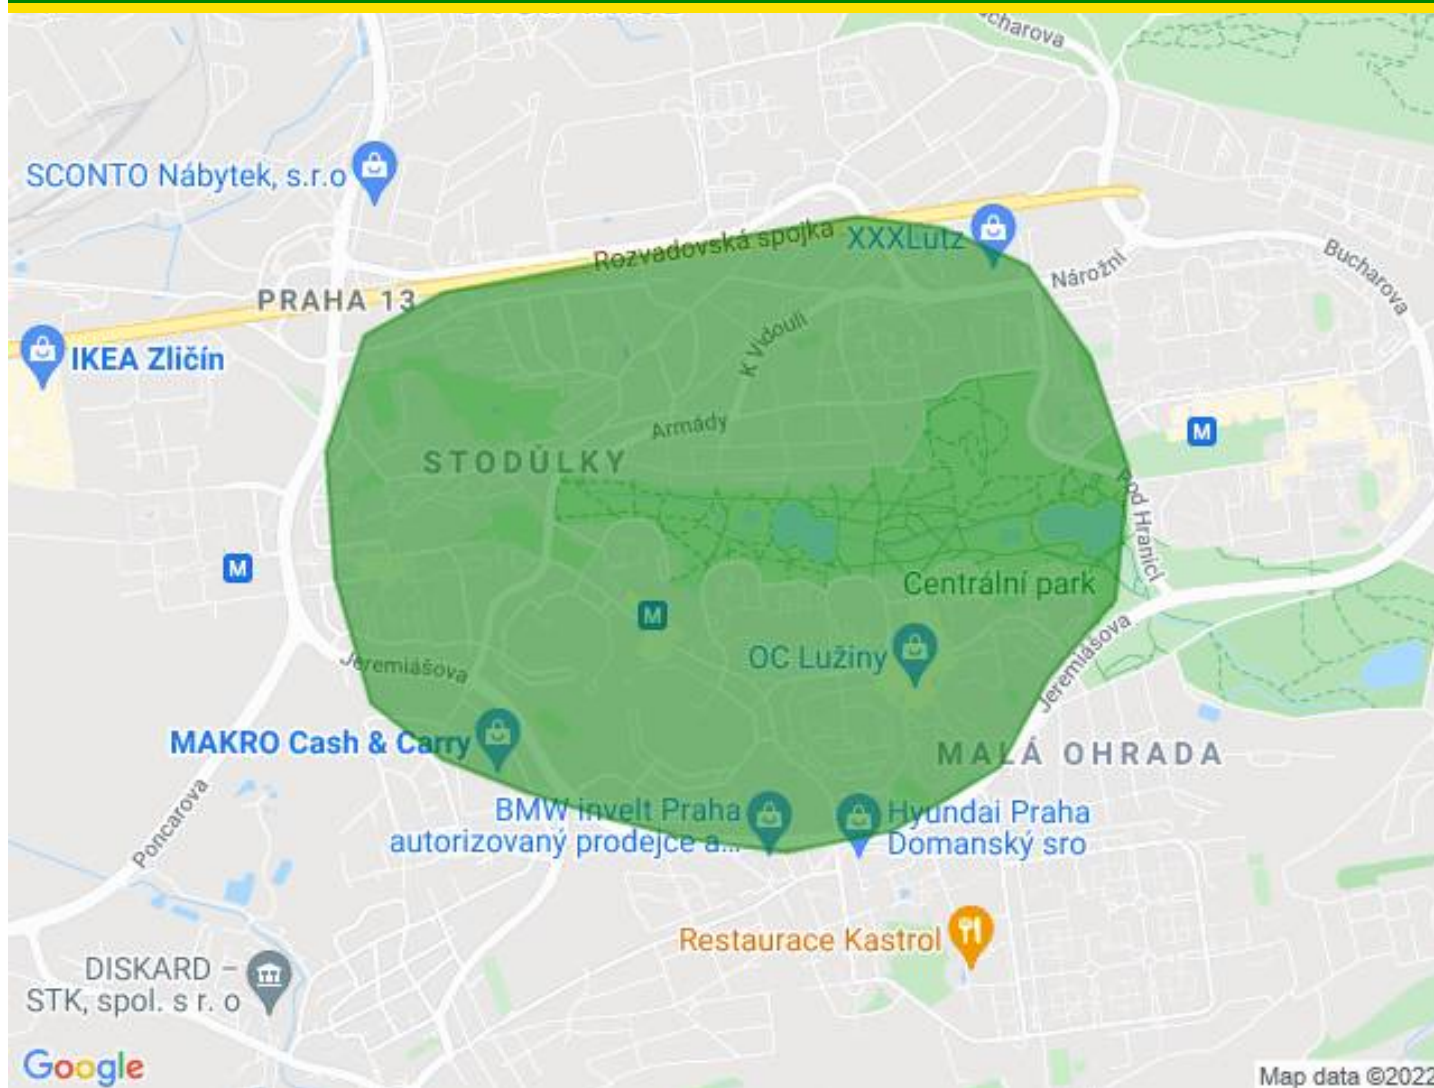 Bucharova
SCONTO Nábytek, s.r.o
Rozvadovská spojka
XXXLutz
Nárožní
Bucharova
PRAHA 13
K Vidouli
IKEA Zličín
Armády
M
STODŮLKY
Pod Hranicí
M
Centrální park
M
OC Lužiny
Jeremiášova
Jeremiášova
MAKRO Cash & Carry
MALÁ OHRADA
Poncarova
BMW invelt Praha
autorizovaný prodejce a...
Hyundai Praha
Domanský sro
Restaurace Kastrol
DISKARD –
STK, spol. s r. o
Google
Map data ©2022